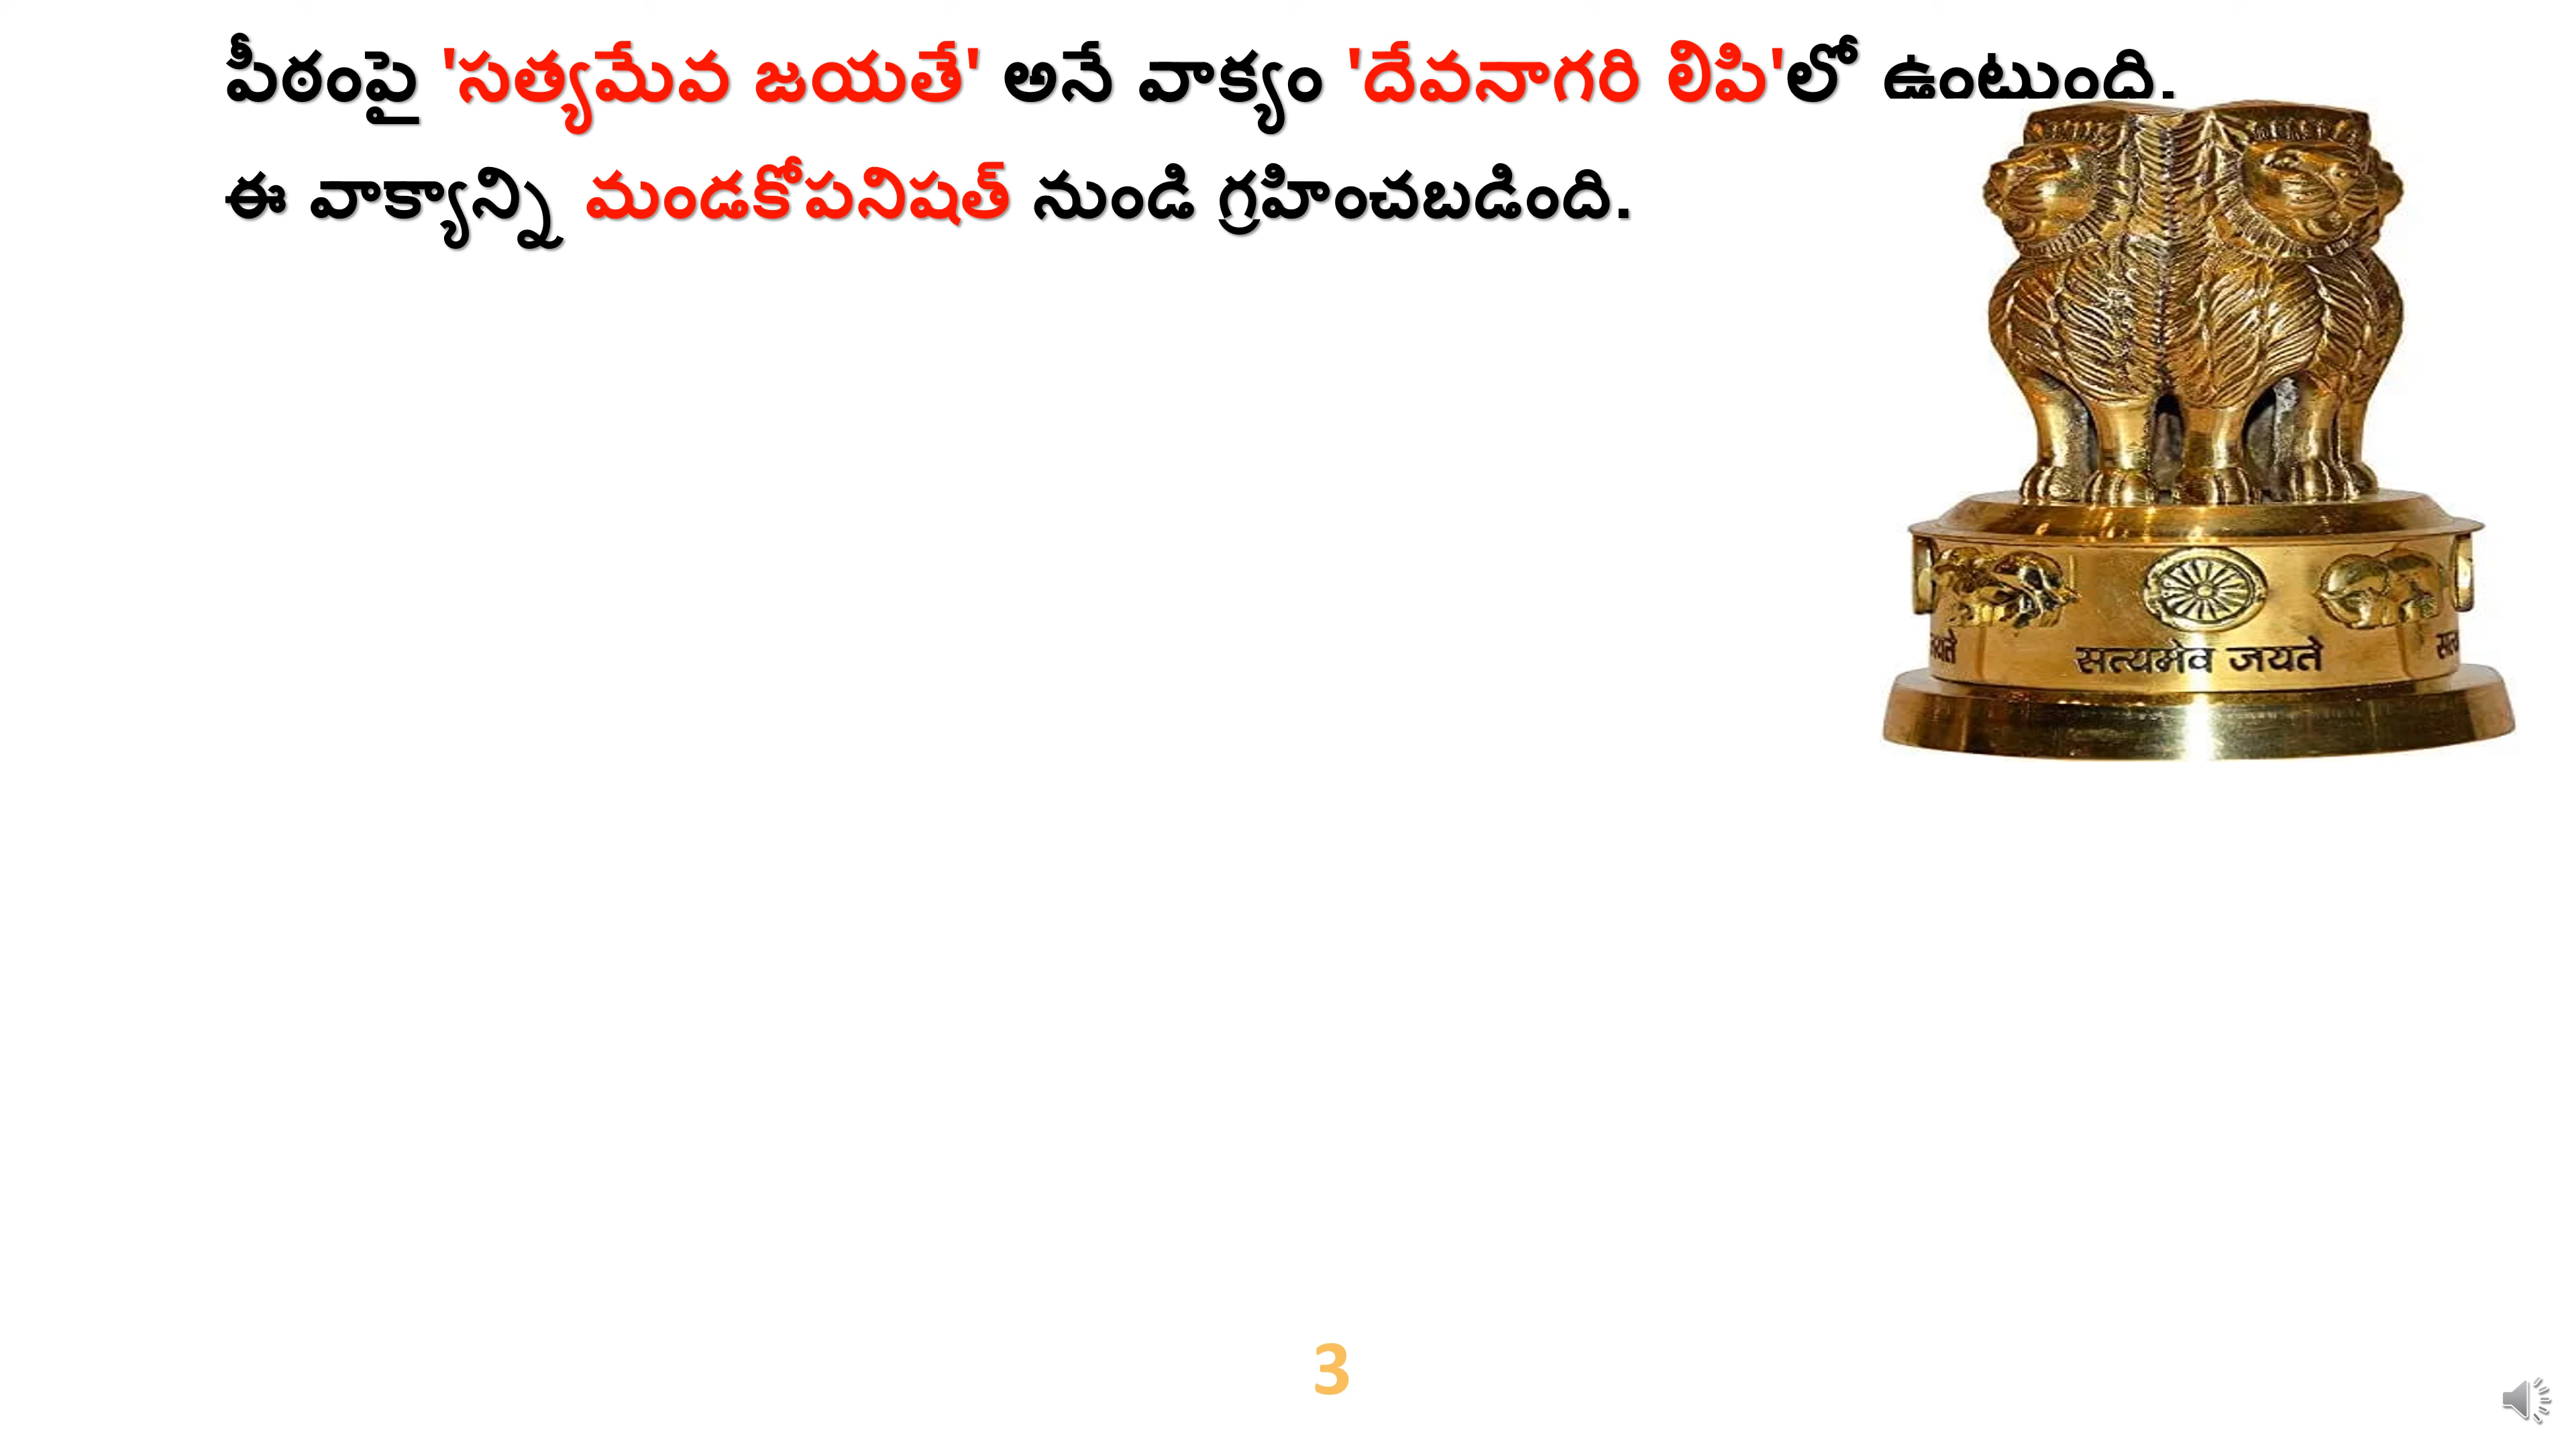 పీఠంపై 'సత్యమేవ జయతే' అనే వాక్యం 'దేవనాగరి లిపి'లో ఉంటుంది.
ఈ వాక్యాన్ని మండకోపనిషత్ నుండి గ్రహించబడింది.
सत्यमेव जयते
3